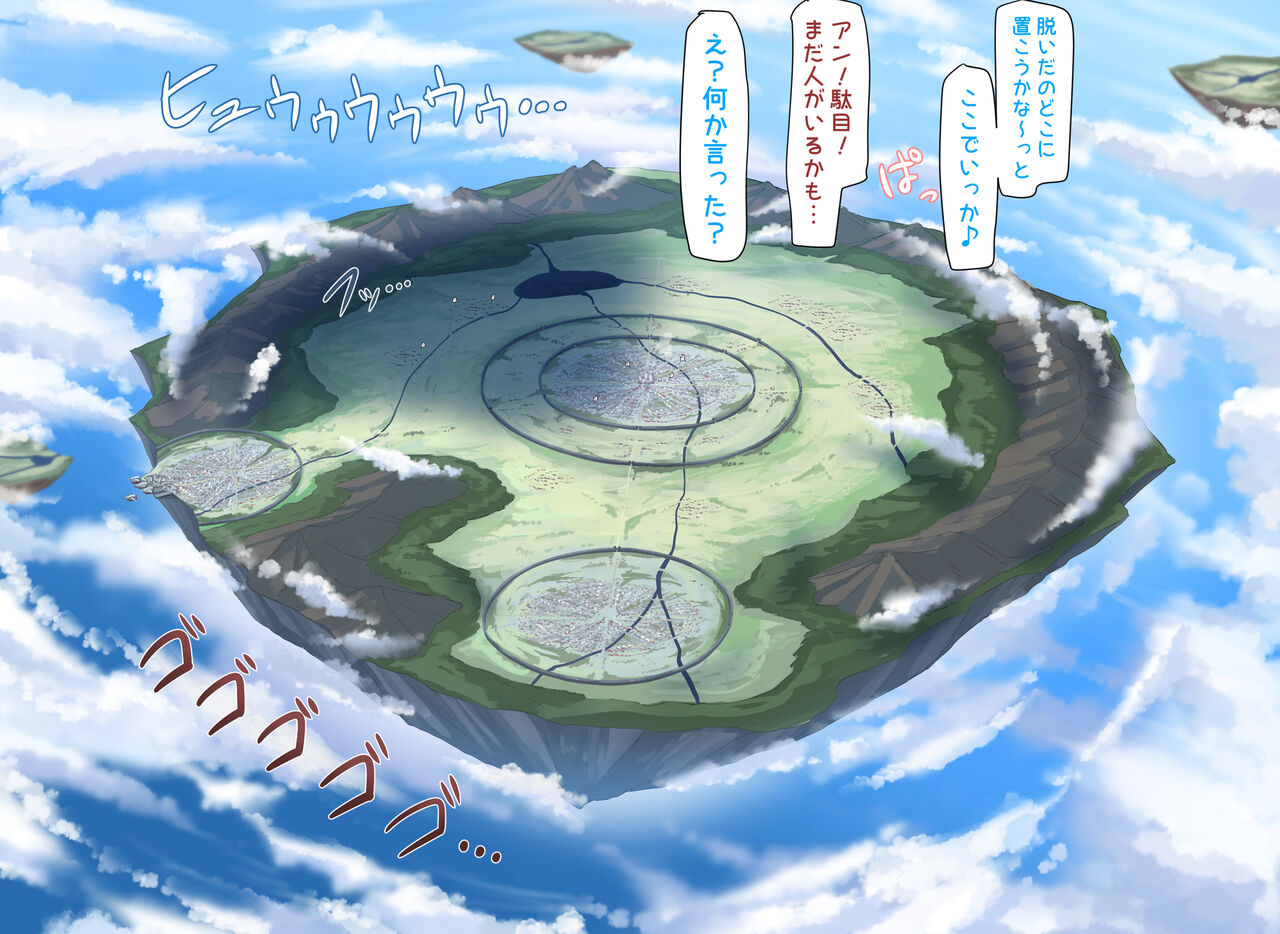 脱いだのどこに
置こうかな～っと
ここでいっか♪
ぱっ
アン！駄目！
まだ人がいるかも…
え？何か言った？
ヒュウゥウゥウゥ…
フッ…
ゴゴゴゴゴ…